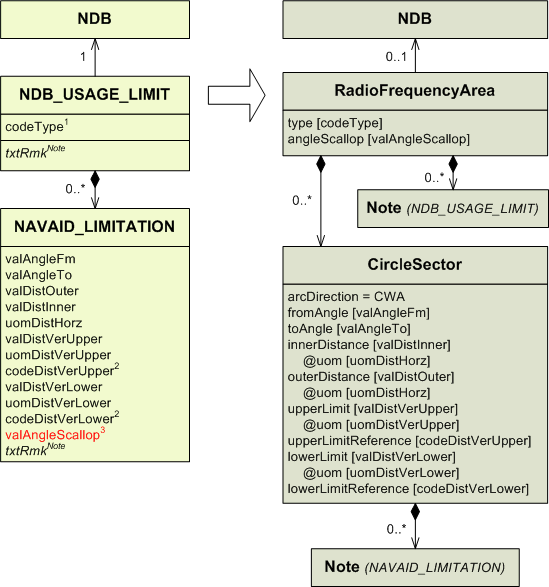 NDB
1
NDB_USAGE_LIMIT
codeType1
txtRmkNote
0..*
NAVAID_LIMITATION
valAngleFm
valAngleTo
valDistOuter
valDistInner
uomDistHorz
valDistVerUpper
uomDistVerUpper
codeDistVerUpper2
valDistVerLower
uomDistVerLower
codeDistVerLower2
valAngleScallop3
txtRmkNote
NDB
0..1
RadioFrequencyArea
type [codeType]
angleScallop [valAngleScallop]
0..*
0..*
Note (NDB_USAGE_LIMIT)
CircleSector
arcDirection = CWA
fromAngle [valAngleFm]
toAngle [valAngleTo]
innerDistance [valDistInner]
@uom [uomDistHorz]
outerDistance [valDistOuter]
@uom [uomDistHorz]
upperLimit [valDistVerUpper]
@uom [uomDistVerUpper]
upperLimitReference [codeDistVerUpper]
lowerLimit [valDistVerLower]
@uom [uomDistVerLower]
lowerLimitReference [codeDistVerLower]
0..*
Note (NAVAID_LIMITATION)